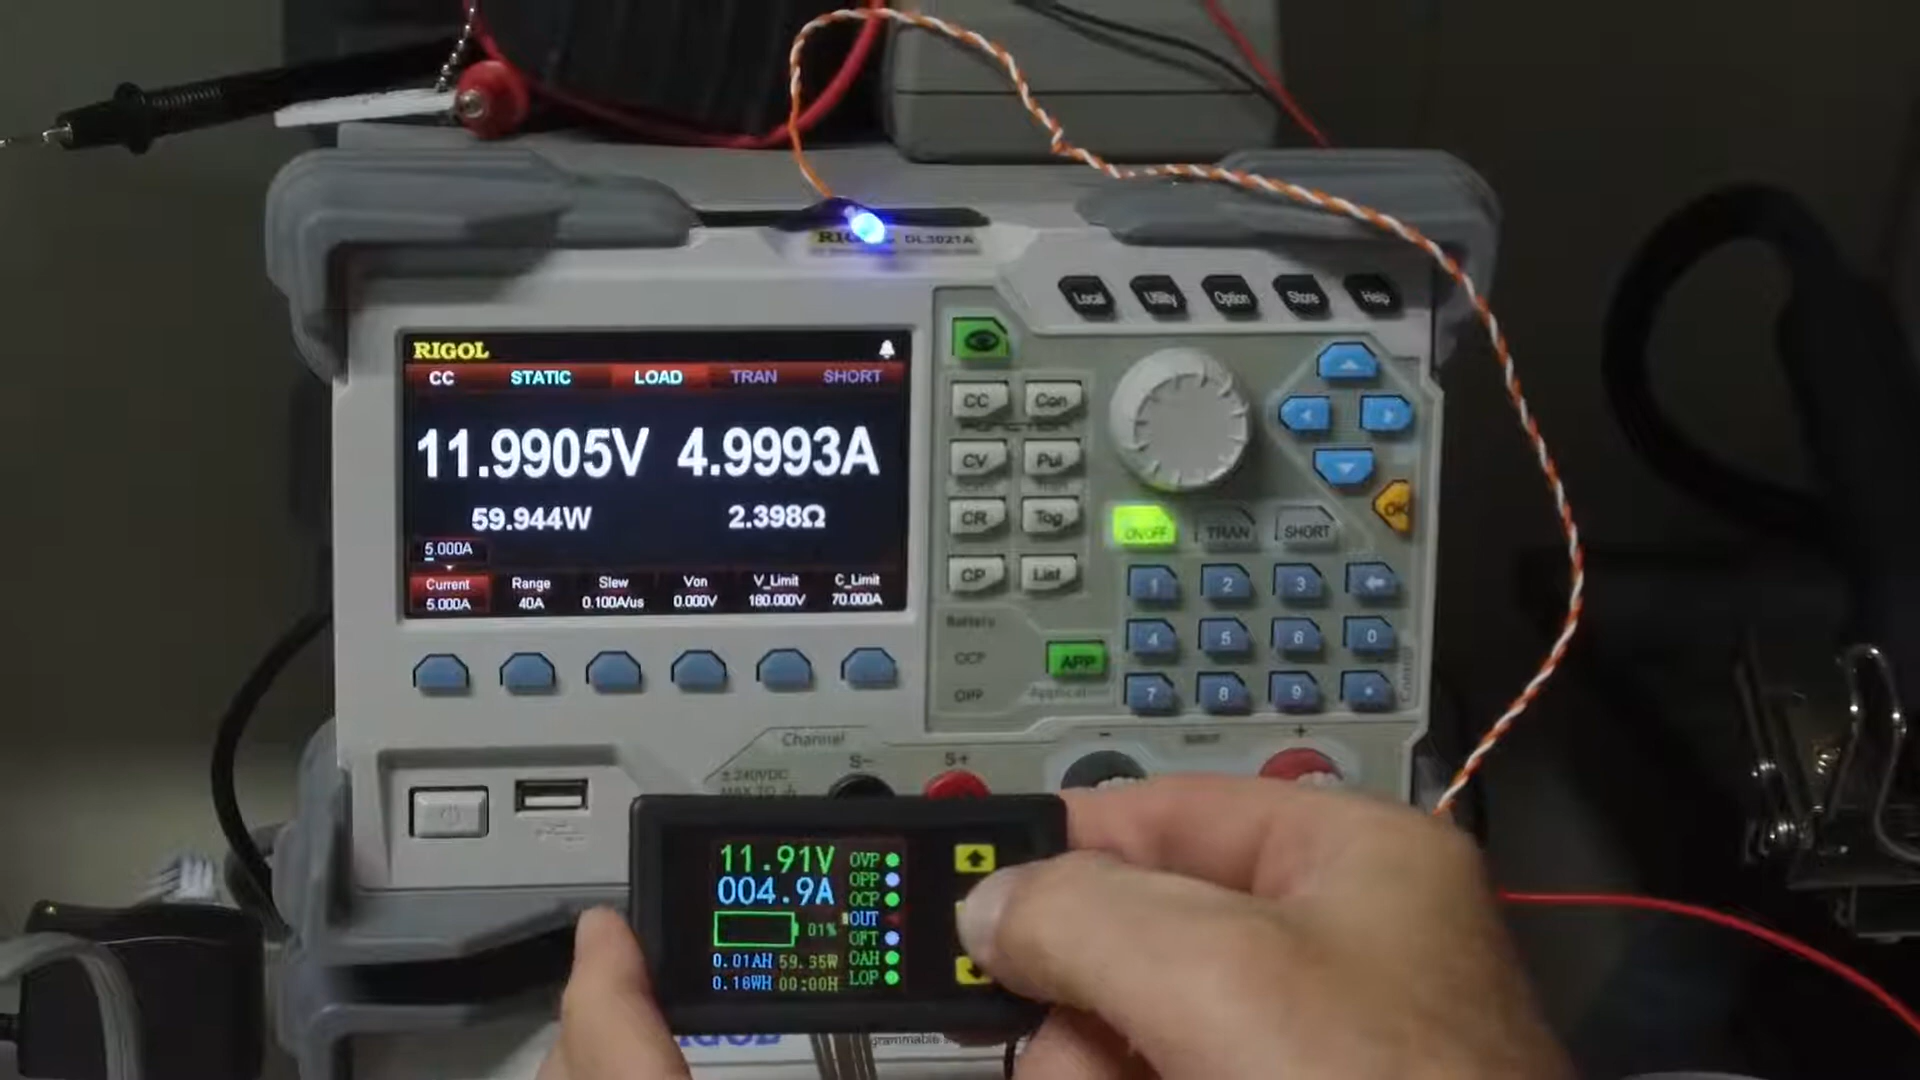 DL3021A
Local Utility Option Store Help
RIGOL
CC STATIC LOAD TRAN SHORT
11.9905V 4.9993A
59.944W 2.398Ω
5.000A
Current Range Slew Von V_Limit C_Limit
5.000A 40A 0.100A/us 0.000V 180.000V 70.000A
CC Con
CV Pul
CR Tog
CP List
OK
ON/OFF TRAN SHORT
1 2 3
4 5 6 0
7 8 9
Battery
OCP
OPP
APP
Application
Channel
S- S+
- +
240VDC
MAX TO
11.91V OVP
004.9A OPP
OCP
01% OUT
OFT
0.01AH 59.35W OAH
0.16WH 00:00H LOP
RIGOL